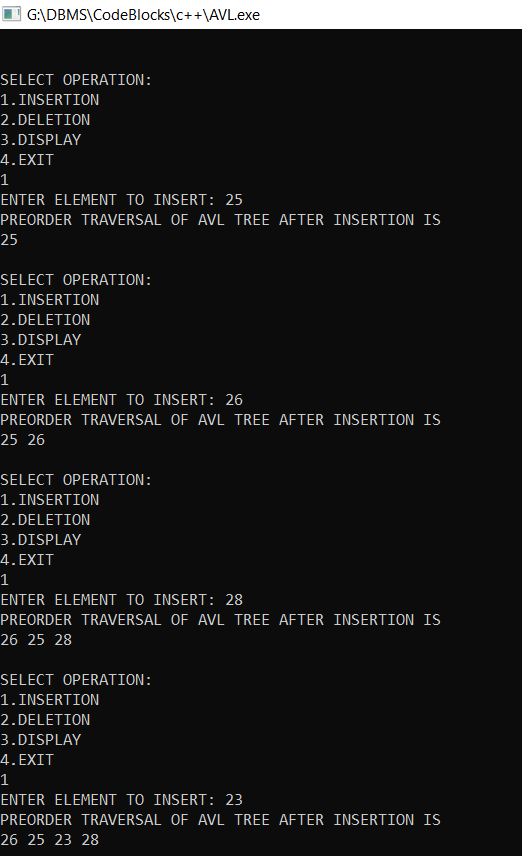 G:\DBMS\CodeBlocks\c++\AVL.exe
SELECT OPERATION:
1.INSERTION
2.DELETION
3.DISPLAY
4.EXIT
1
ENTER ELEMENT TO INSERT: 25
PREORDER TRAVERSAL OF AVL TREE AFTER INSERTION IS
25
SELECT OPERATION:
1.INSERTION
2.DELETION
3.DISPLAY
4.EXIT
1
ENTER ELEMENT TO INSERT: 26
PREORDER TRAVERSAL OF AVL TREE AFTER INSERTION IS
25 26
SELECT OPERATION:
1.INSERTION
2.DELETION
3.DISPLAY
4.EXIT
1
ENTER ELEMENT TO INSERT: 28
PREORDER TRAVERSAL OF AVL TREE AFTER INSERTION IS
26 25 28
SELECT OPERATION:
1.INSERTION
2.DELETION
3.DISPLAY
4.EXIT
1
ENTER ELEMENT TO INSERT: 23
PREORDER TRAVERSAL OF AVL TREE AFTER INSERTION IS
26 25 23 28